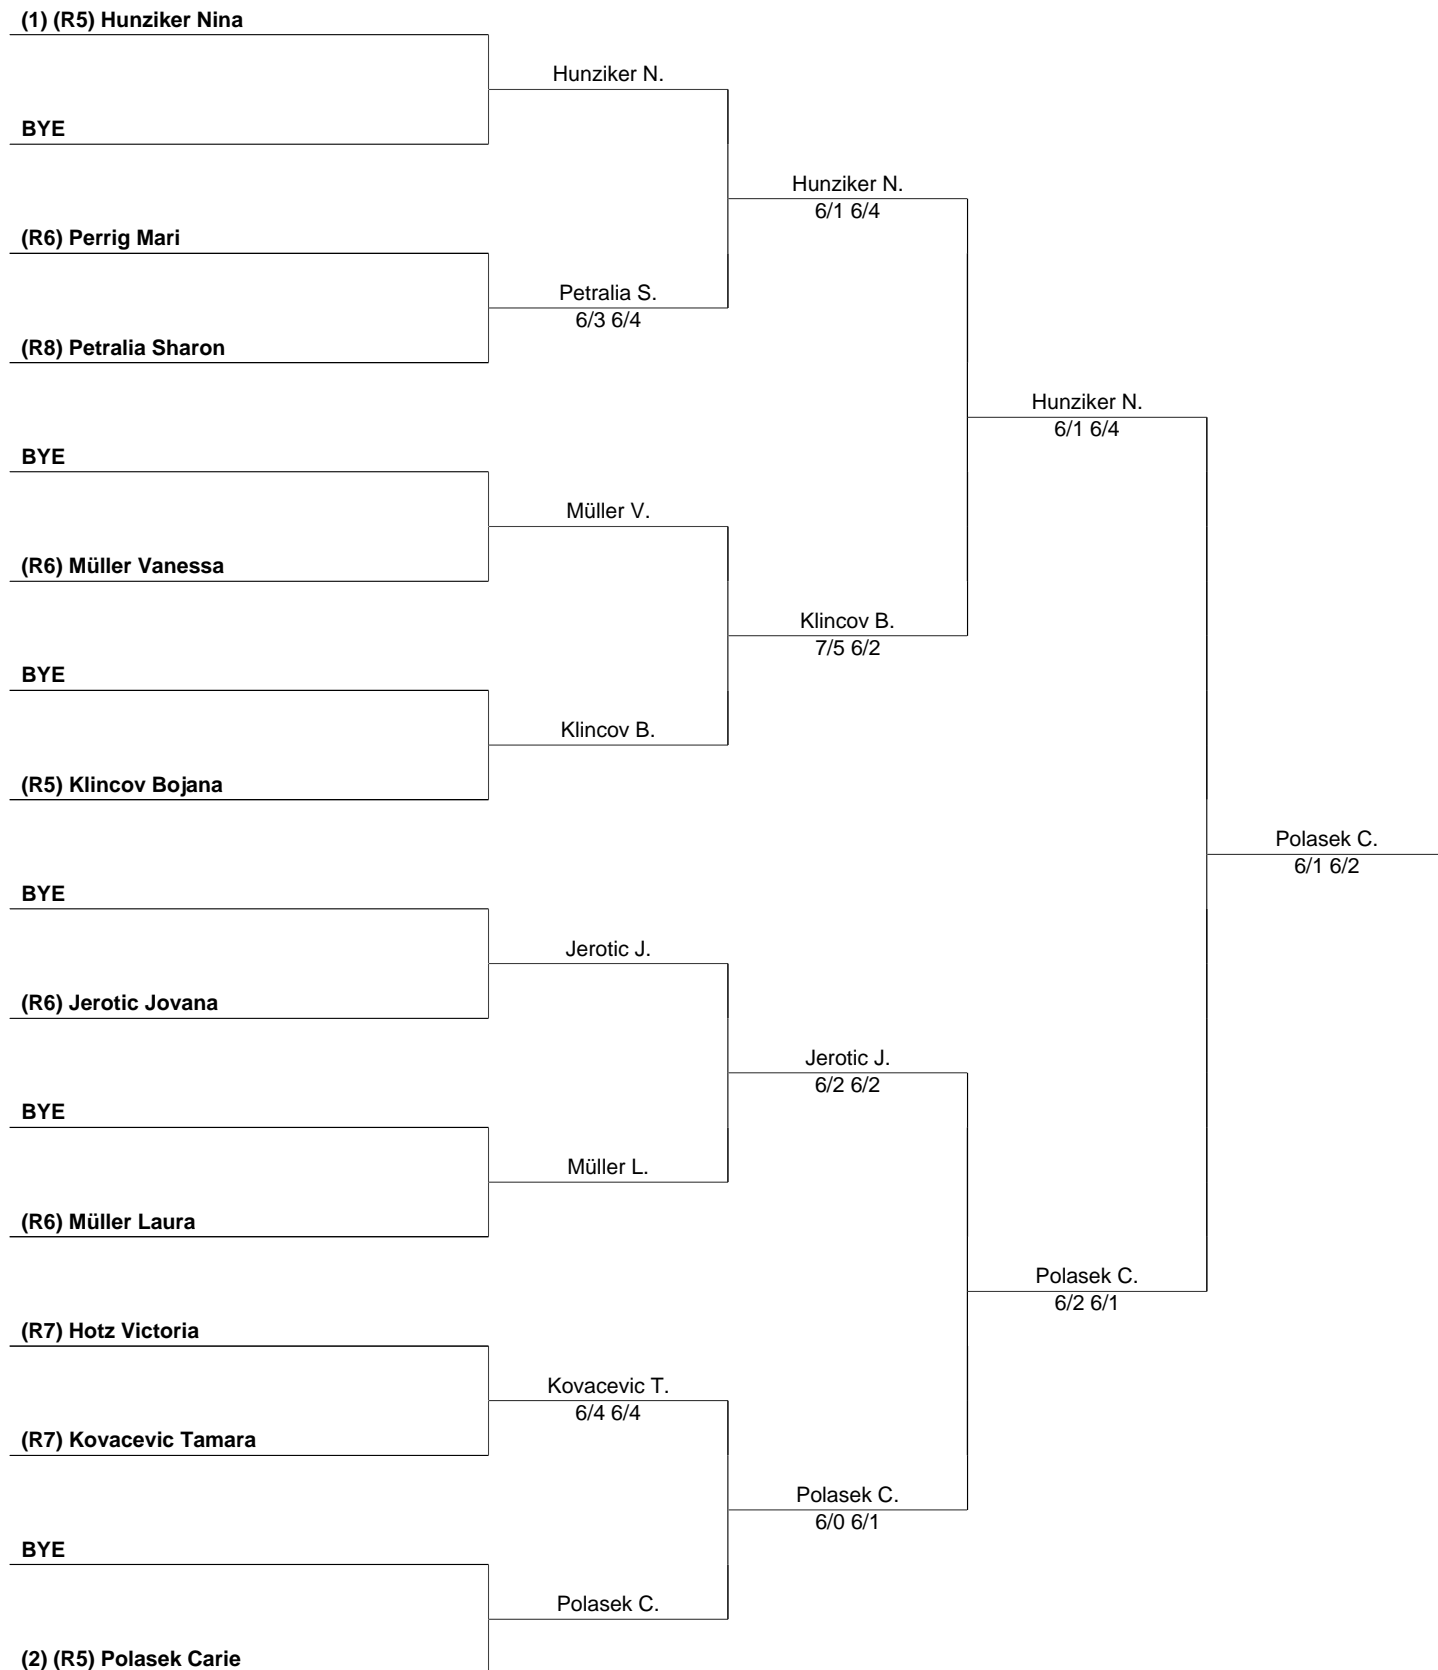 (1) (R5) Hunziker Nina
Hunziker N.
BYE
Hunziker N.
6/1 6/4
(R6) Perrig Mari
Petralia S.
6/3 6/4
(R8) Petralia Sharon
Hunziker N.
6/1 6/4
BYE
Müller V.
(R6) Müller Vanessa
Klincov B.
7/5 6/2
BYE
Klincov B.
(R5) Klincov Bojana
Polasek C.
6/1 6/2
BYE
Jerotic J.
(R6) Jerotic Jovana
Jerotic J.
6/2 6/2
BYE
Müller L.
(R6) Müller Laura
Polasek C.
6/2 6/1
(R7) Hotz Victoria
Kovacevic T.
6/4 6/4
(R7) Kovacevic Tamara
Polasek C.
6/0 6/1
BYE
Polasek C.
(2) (R5) Polasek Carie